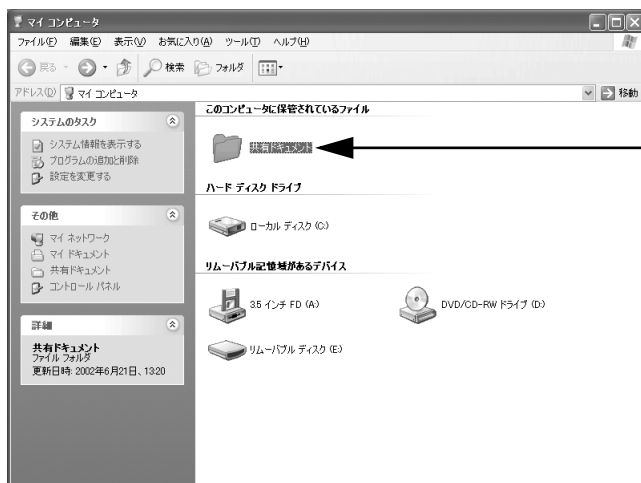 マイ コンピュータ
ファイル(F) 編集(E) 表示(V) お気に入り(A) ツール(T) ヘルプ(H)
戻る 検索 フォルダ
アドレス(D) マイ コンピュータ 移動
システムのタスク
システム情報を表示する
プログラムの追加と削除
設定を変更する
その他
マイ ネットワーク
マイ ドキュメント
共有ドキュメント
コントロール パネル
詳細
共有ドキュメント
ファイル フォルダ
更新日時: 2002年6月21日、13:20
このコンピュータに保管されているファイル
共有ドキュメント
ハード ディスク ドライブ
ローカル ディスク (C:)
リムーバブル記憶域があるデバイス
3.5 インチ FD (A:)
DVD/CD-RW ドライブ (D:)
リムーバブル ディスク (E:)